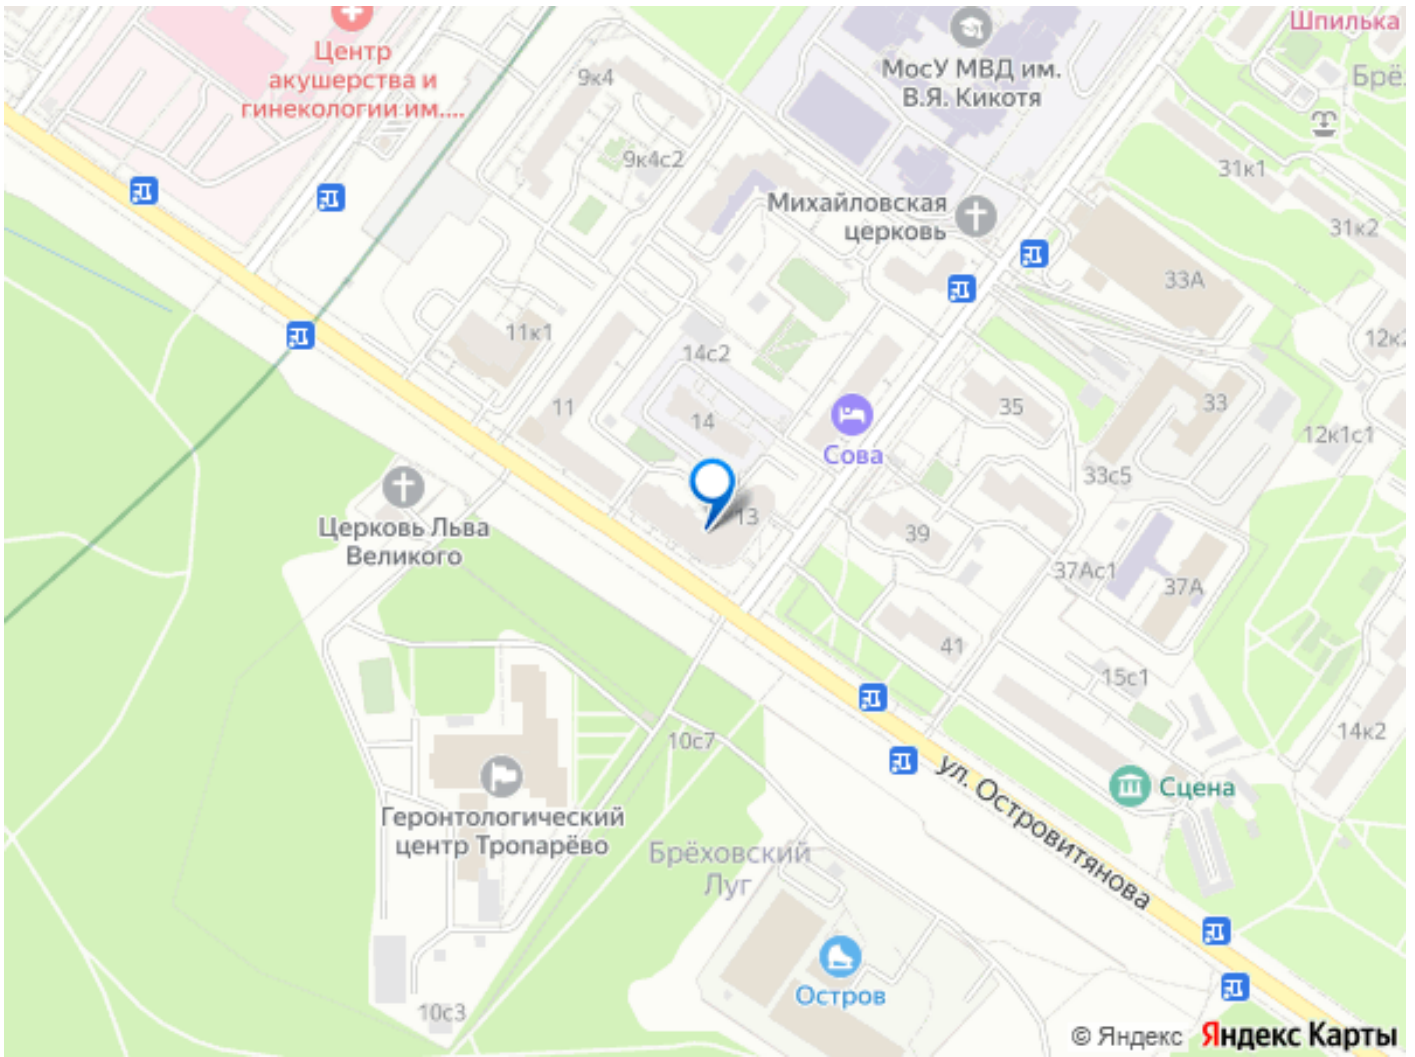 Шпилька
Центр
акушерства и
гинекологии им....
9к4
МосУ МВД им.
В.Я. Кикотя
Брё
9к4с2
31к1
Михайловская
церковь
31к2
33А
11к1
14с2
12к2
11
14
35
33
Сова
12к1с1
33с5
Церковь Льва
Великого
13
39
37Ас1
37А
41
15с1
10с7
14к2
ул. Островитянова
Сцена
Геронтологический
центр Тропарёво
Брёховский
Луг
Остров
10с3
© Яндекс Яндекс Карты